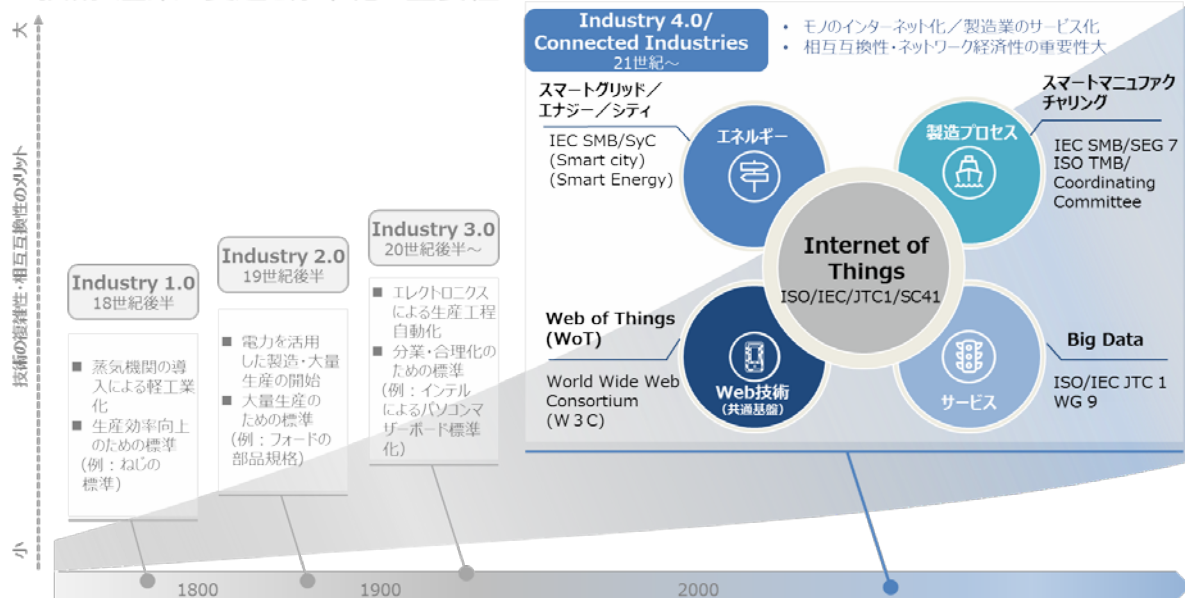 大
技術の複雑性・相互互換性のメリット
小
Industry 1.0
18世紀後半
■ 蒸気機関の導
入による軽工業
化
■ 生産効率向上
のための標準
(例：ねじの
標準)
Industry 2.0
19世紀後半
■ 電力を活用
した製造・大量
生産の開始
■ 大量生産の
ための標準
(例：フォードの
部品規格)
Industry 3.0
20世紀後半～
■ エレクトロニクス
による生産工程
自動化
■ 分業・合理化の
ための標準
(例：インテル
によるパソコンマ
ザーボード標準
化)
Industry 4.0/
Connected Industries
21世紀～
• モノのインターネット化／製造業のサービス化
• 相互互換性・ネットワーク経済性の重要性大
スマートグリッド／
エナジー／シティ
IEC SMB/SyC
(Smart city)
(Smart Energy)
エネルギー
製造プロセス
スマートマニュファク
チャリング
IEC SMB/SEG 7
ISO TMB/
Coordinating
Committee
Internet of
Things
ISO/IEC/JTC1/SC41
Web of Things
(WoT)
World Wide Web
Consortium
(W３C)
Web技術
(共通基盤)
サービス
Big Data
ISO/IEC JTC 1
WG 9
1800
1900
2000